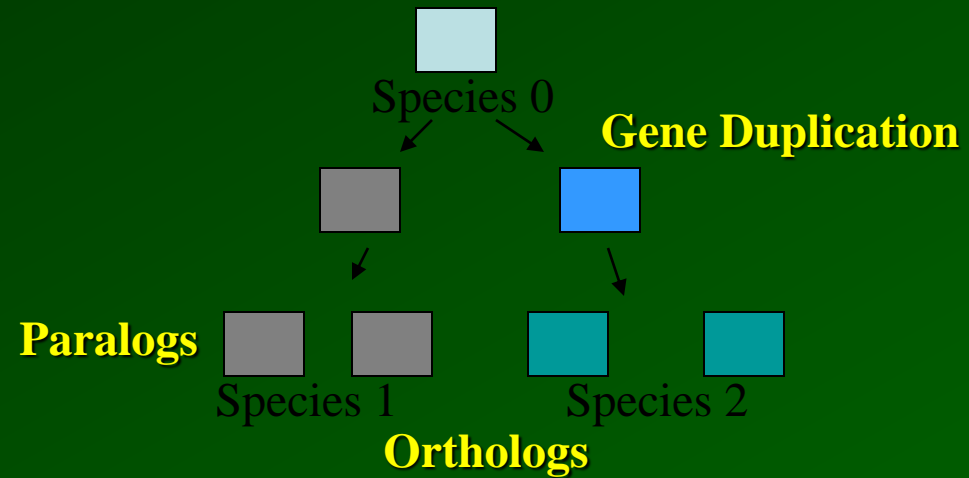 Species 0
Gene Duplication
Paralogs
Species 1
Species 2
Orthologs